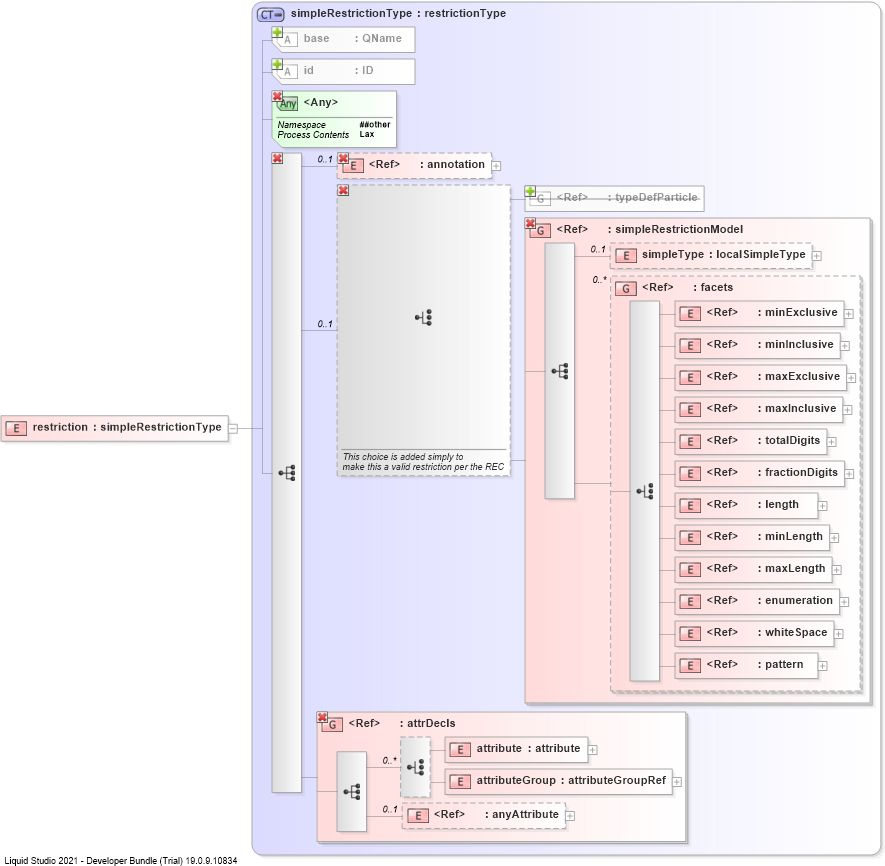 CT simpleRestrictionType : restrictionType
A base : QName
A id : ID
Any <Any>
Namespace ##other
Process Contents Lax
0..1 E <Ref> : annotation
G <Ref> : typeDefParticle
G <Ref> : simpleRestrictionModel
0..1 E simpleType : localSimpleType
0..* G <Ref> : facets
E <Ref> : minExclusive
0..1
E <Ref> : minInclusive
E <Ref> : maxExclusive
E <Ref> : maxInclusive
E restriction : simpleRestrictionType
E <Ref> : totalDigits
This choice is added simply to
make this a valid restriction per the REC
E <Ref> : fractionDigits
E <Ref> : length
E <Ref> : minLength
E <Ref> : maxLength
E <Ref> : enumeration
E <Ref> : whiteSpace
E <Ref> : pattern
G <Ref> : attrDecls
0..* E attribute : attribute
E attributeGroup : attributeGroupRef
0..1 E <Ref> : anyAttribute
Liquid Studio 2021 - Developer Bundle (Trial) 19.0.9.10834